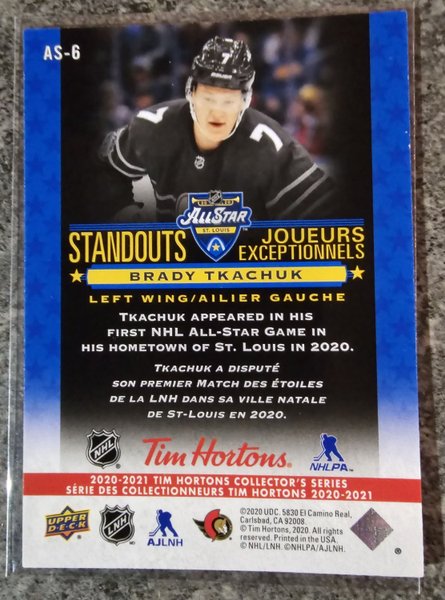 AS-6
7
7
ALL STAR
ST. LOUIS
STANDOUTS
JOUEURS
EXCEPTIONNELS
BRADY TKACHUK
LEFT WING/AILIER GAUCHE
TKACHUK APPEARED IN HIS
FIRST NHL ALL-STAR GAME IN
HIS HOMETOWN OF ST. LOUIS IN 2020.
TKACHUK A DISPUTÉ
SON PREMIER MATCH DES ÉTOILES
DE LA LNH DANS SA VILLE NATALE
DE ST-LOUIS EN 2020.
NHL
Tim Hortons.
NHLPA
2020-2021 TIM HORTONS COLLECTOR'S SERIES
SÉRIE DES COLLECTIONNEURS TIM HORTONS 2020-2021
UPPER
DECK
LNH
AJLNH
©2020 UDC. 5830 El Camino Real,
Carlsbad, CA 92008.
© Tim Hortons, 2020. All rights
reserved. Printed in the USA.
© NHL/LNH. ©NHLPA/AJLNH.